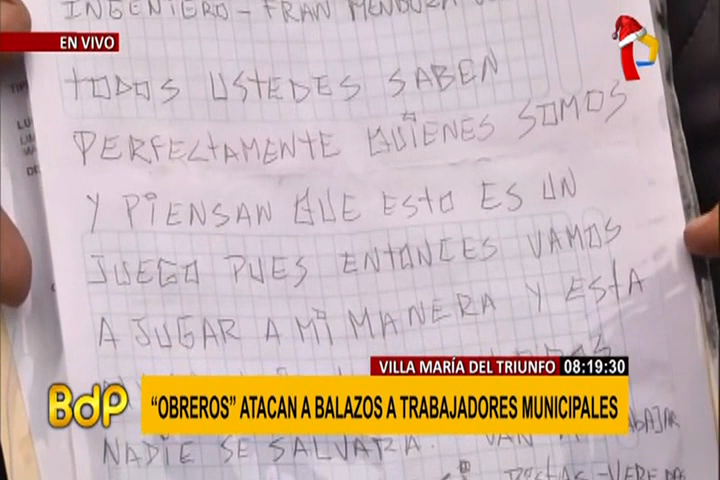 INGENIERO - FRAN MENDOZA
EN VIVO
TODOS USTEDES SABEN
PERFECTAMENTE QUIENES SOMOS
Y PIENSAN QUE ESTO ES UN
JUEGO PUES ENTONCES VAMOS
A JUGAR A MI MANERA Y ESTA
VILLA MARÍA DEL TRIUNFO 08:19:30
BdP "OBREROS" ATACAN A BALAZOS A TRABAJADORES MUNICIPALES
NADIE SE SALVARA. VAN